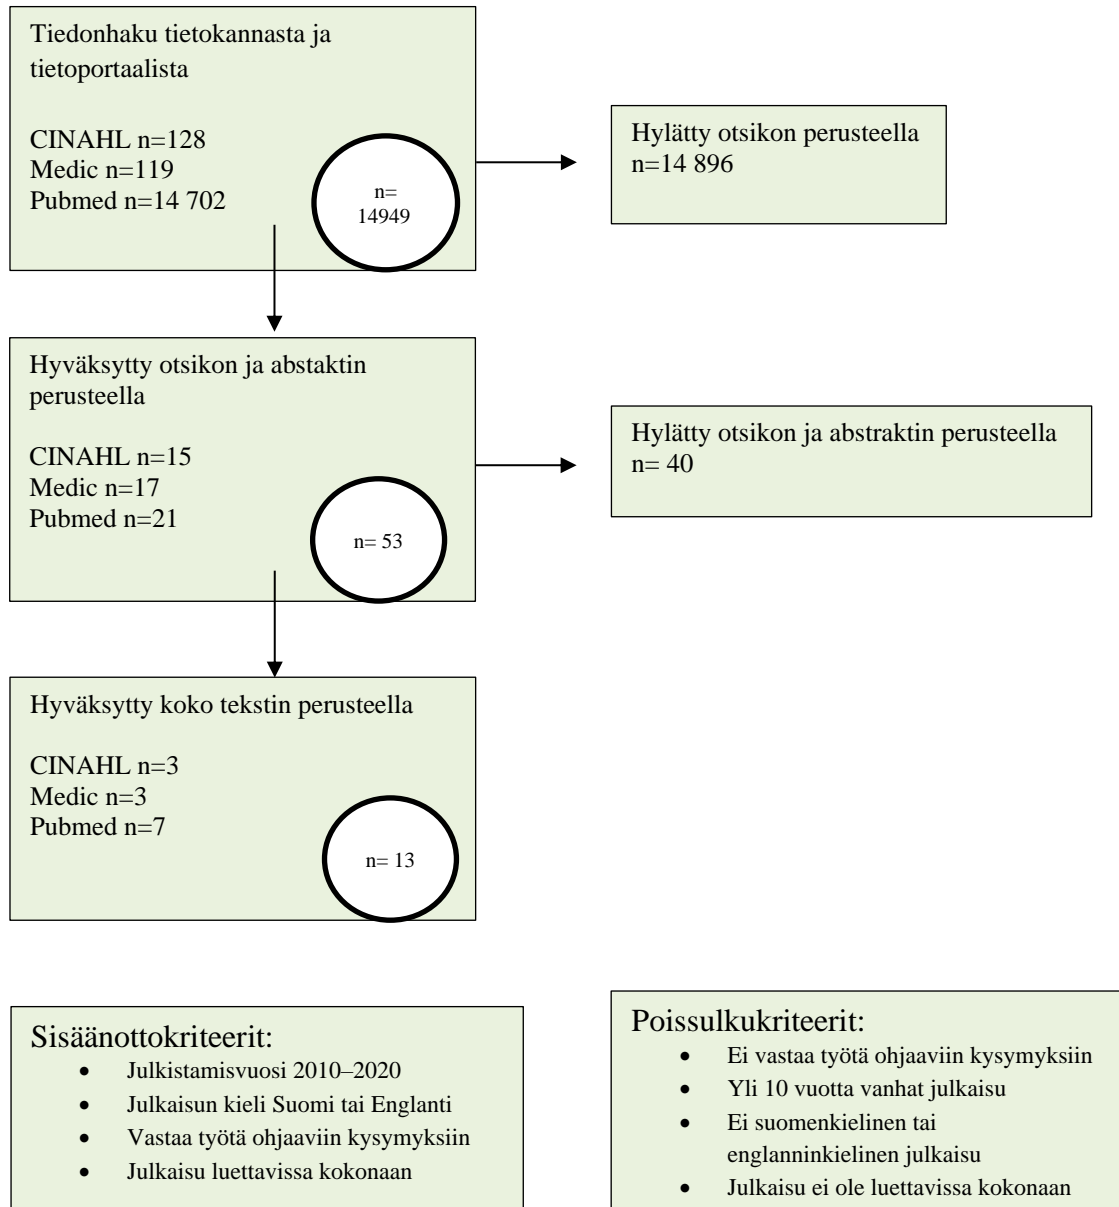 Tiedonhaku tietokannasta ja
tietoportaalista
CINAHL n=128
Medic n=119
Pubmed n=14 702
n=
14949
Hylätty otsikon perusteella
n=14 896
Hyväksytty otsikon ja abstaktin
perusteella
CINAHL n=15
Medic n=17
Pubmed n=21
n= 53
Hylätty otsikon ja abstraktin perusteella
n= 40
Hyväksytty koko tekstin perusteella
CINAHL n=3
Medic n=3
Pubmed n=7
n= 13
Sisäänottokriteerit:
• Julkistamisvuosi 2010–2020
• Julkaisun kieli Suomi tai Englanti
• Vastaa työtä ohjaaviin kysymyksiin
• Julkaisu luettavissa kokonaan
Poissulkukriteerit:
• Ei vastaa työtä ohjaaviin kysymyksiin
• Yli 10 vuotta vanhat julkaisu
• Ei suomenkielinen tai
englanninkielinen julkaisu
• Julkaisu ei ole luettavissa kokonaan